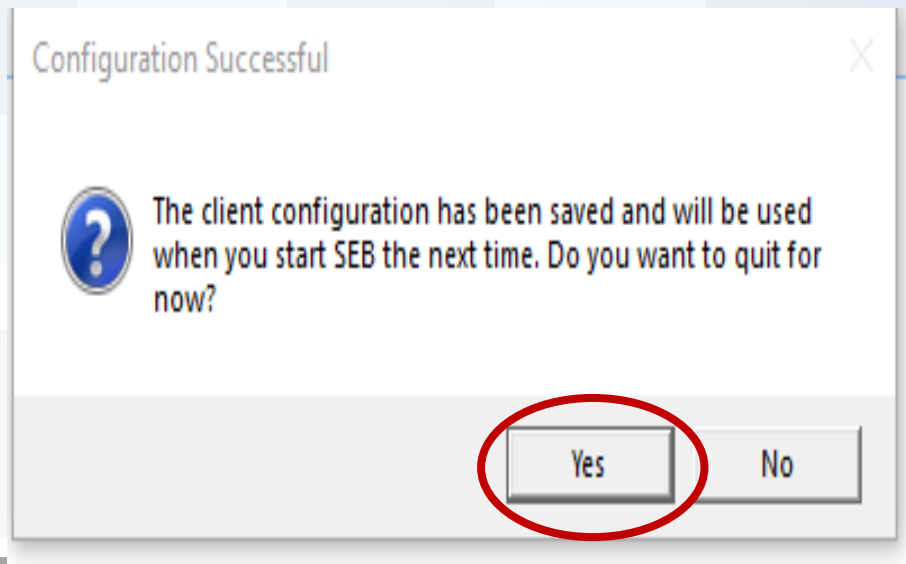 Configuration Successful
The client configuration has been saved and will be used
when you start SEB the next time. Do you want to quit for
now?
Yes No